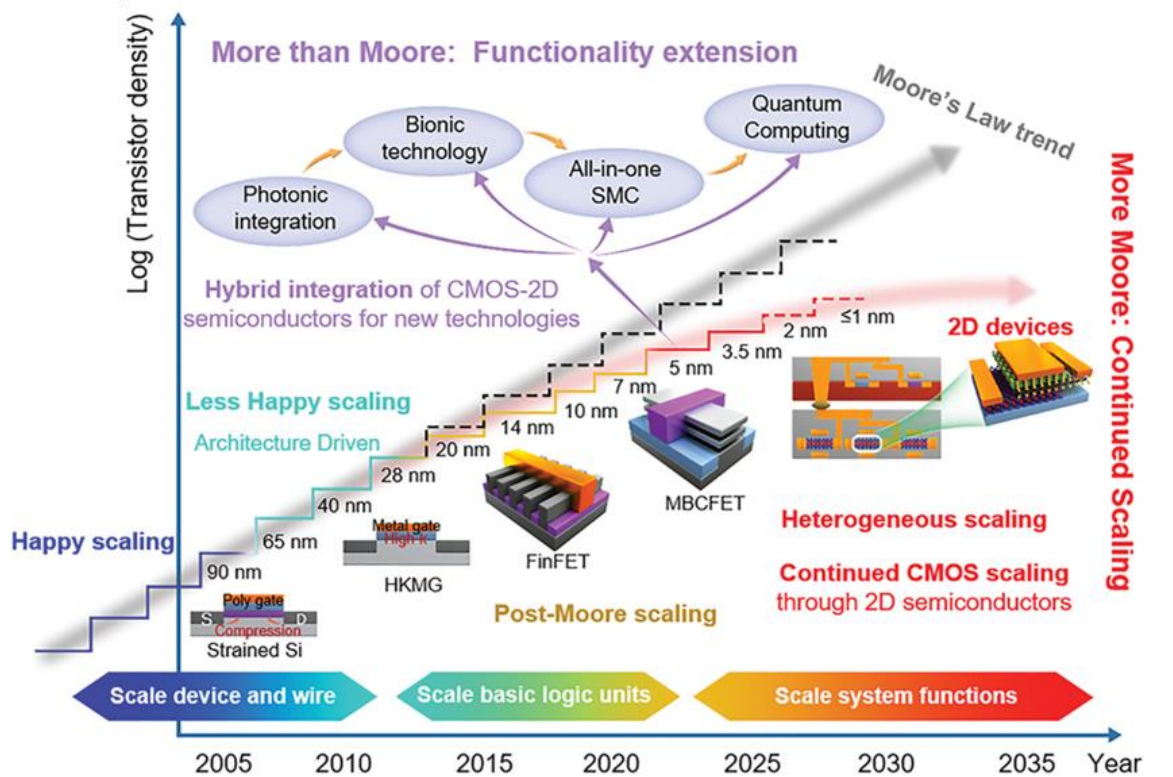 More than Moore: Functionality extension
Log (Transistor density)
Moore's Law trend
Quantum
Computing
Bionic
technology
All-in-one
SMC
Photonic
integration
Hybrid integration of CMOS-2D
semiconductors for new technologies
More Moore: Continued Scaling
≤1 nm
2 nm
3.5 nm
5 nm
7 nm
10 nm
14 nm
20 nm
28 nm
40 nm
65 nm
90 nm
2D devices
Less Happy scaling
Architecture Driven
Happy scaling
MBCFET
FinFET
Metal gate
High k
HKMG
Poly gate
S
D
Compression
Strained Si
Heterogeneous scaling
Continued CMOS scaling
through 2D semiconductors
Post-Moore scaling
Scale device and wire
Scale basic logic units
Scale system functions
2005 2010 2015 2020 2025 2030 2035 Year